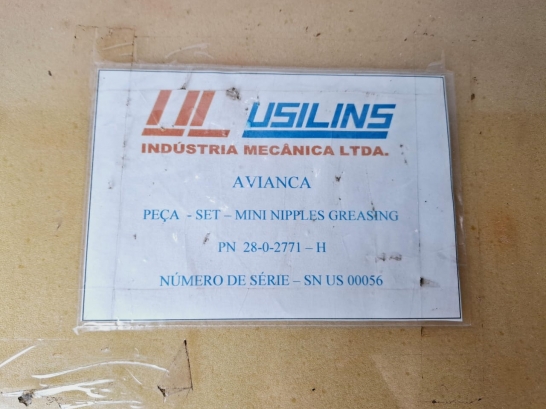 UL USILINS
INDÚSTRIA MECÂNICA LTDA.
AVIANCA
PEÇA - SET – MINI NIPPLES GREASING
PN 28-0-2771 – H
NÚMERO DE SÉRIE – SN US 00056